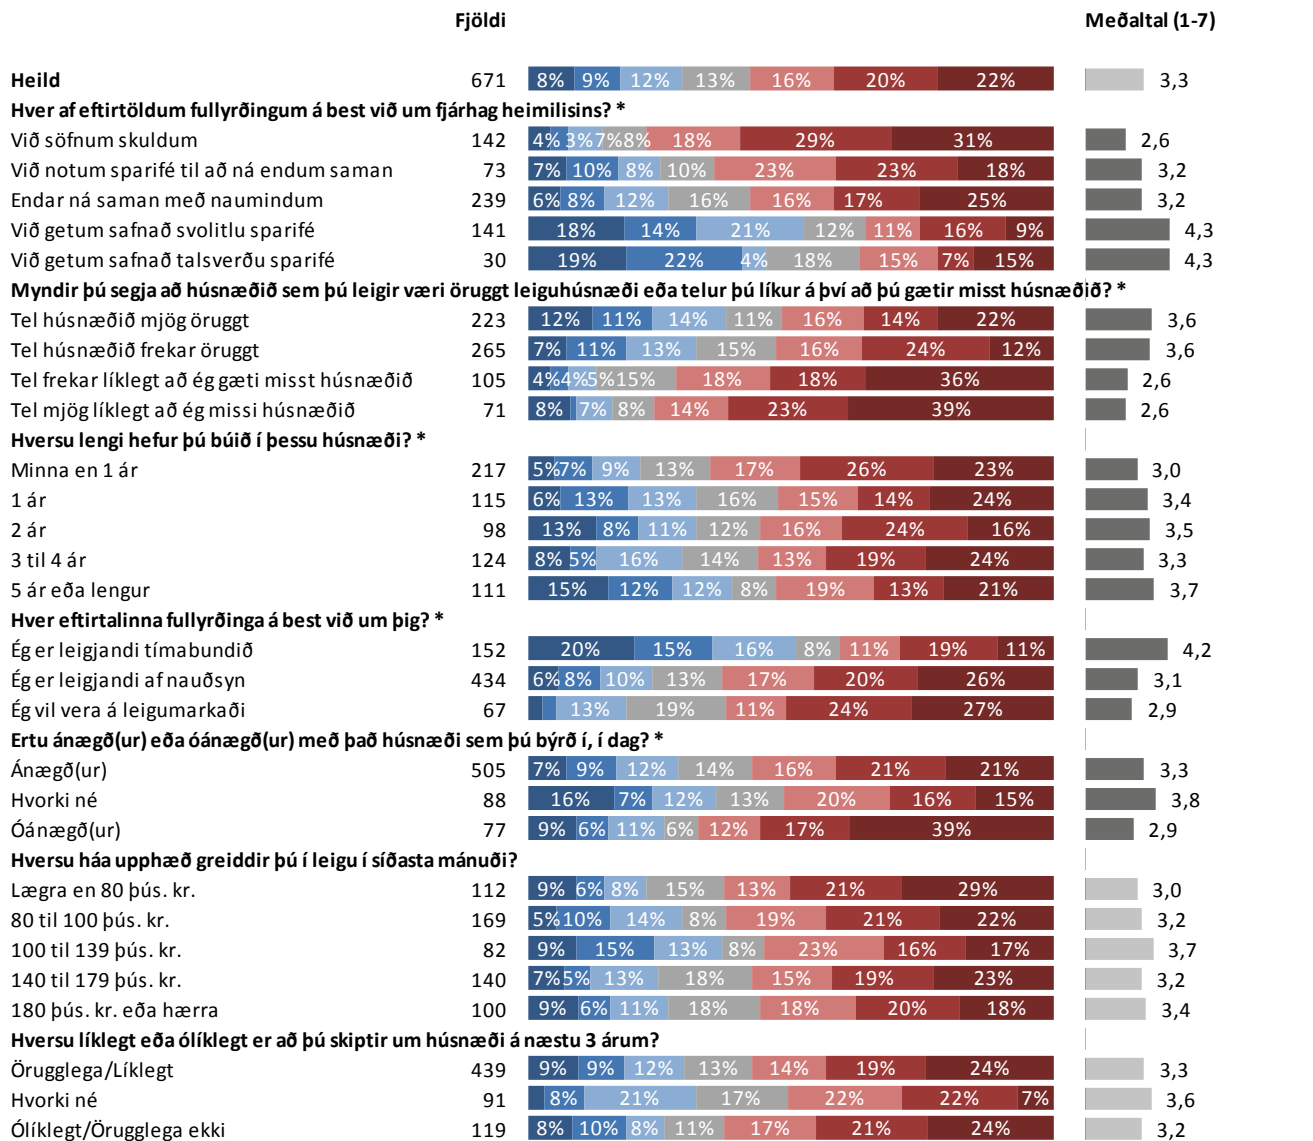 Fjöldi Meðaltal (1-7)
Heild 671 8% 9% 12% 13% 16% 20% 22% 3,3
Hver af eftirtöldum fullyrðingum á best við um fjárhag heimilisins? *
Við söfnum skuldum 142 4% 3% 7% 8% 18% 29% 31% 2,6
Við notum sparifé til að ná endum saman 73 7% 10% 8% 10% 23% 23% 18% 3,2
Endar ná saman með naumindum 239 6% 8% 12% 16% 16% 17% 25% 3,2
Við getum safnað svolitlu sparifé 141 18% 14% 21% 12% 11% 16% 9% 4,3
Við getum safnað talsverðu sparifé 30 19% 22% 4% 18% 15% 7% 15% 4,3
Myndir þú segja að húsnæðið sem þú leigir væri öruggt leiguhúsnæði eða telur þú líkur á því að þú gætir misst húsnæðið? *
Tel húsnæðið mjög öruggt 223 12% 11% 14% 11% 16% 14% 22% 3,6
Tel húsnæðið frekar öruggt 265 7% 11% 13% 15% 16% 24% 12% 3,6
Tel frekar líklegt að ég gæti misst húsnæðið 105 4% 4% 5% 15% 18% 18% 36% 2,6
Tel mjög líklegt að ég missi húsnæðið 71 8% 7% 8% 14% 23% 39% 2,6
Hversu lengi hefur þú búið í þessu húsnæði? *
Minna en 1 ár 217 5% 7% 9% 13% 17% 26% 23% 3,0
1 ár 115 6% 13% 13% 16% 15% 14% 24% 3,4
2 ár 98 13% 8% 11% 12% 16% 24% 16% 3,5
3 til 4 ár 124 8% 5% 16% 14% 13% 19% 24% 3,3
5 ár eða lengur 111 15% 12% 12% 8% 19% 13% 21% 3,7
Hver eftirtalinna fullyrðinga á best við um þig? *
Ég er leigjandi tímabundið 152 20% 15% 16% 8% 11% 19% 11% 4,2
Ég er leigjandi af nauðsyn 434 6% 8% 10% 13% 17% 20% 26% 3,1
Ég vil vera á leigumarkaði 67 13% 19% 11% 24% 27% 2,9
Ertu ánægð(ur) eða óánægð(ur) með það húsnæði sem þú býrð í, í dag? *
Ánægð(ur) 505 7% 9% 12% 14% 16% 21% 21% 3,3
Hvorki né 88 16% 7% 12% 13% 20% 16% 15% 3,8
Óánægð(ur) 77 9% 6% 11% 6% 12% 17% 39% 2,9
Hversu háa upphæð greiddir þú í leigu í síðasta mánuði?
Lægra en 80 þús. kr. 112 9% 6% 8% 15% 13% 21% 29% 3,0
80 til 100 þús. kr. 169 5% 10% 14% 8% 19% 21% 22% 3,2
100 til 139 þús. kr. 82 9% 15% 13% 8% 23% 16% 17% 3,7
140 til 179 þús. kr. 140 7% 5% 13% 18% 15% 19% 23% 3,2
180 þús. kr. eða hærra 100 9% 6% 11% 18% 18% 20% 18% 3,4
Hversu líklegt eða ólíklegt er að þú skiptir um húsnæði á næstu 3 árum?
Örugglega/Líklegt 439 9% 9% 12% 13% 14% 19% 24% 3,3
Hvorki né 91 8% 21% 17% 22% 22% 7% 3,6
Ólíklegt/Örugglega ekki 119 8% 10% 8% 11% 17% 21% 24% 3,2